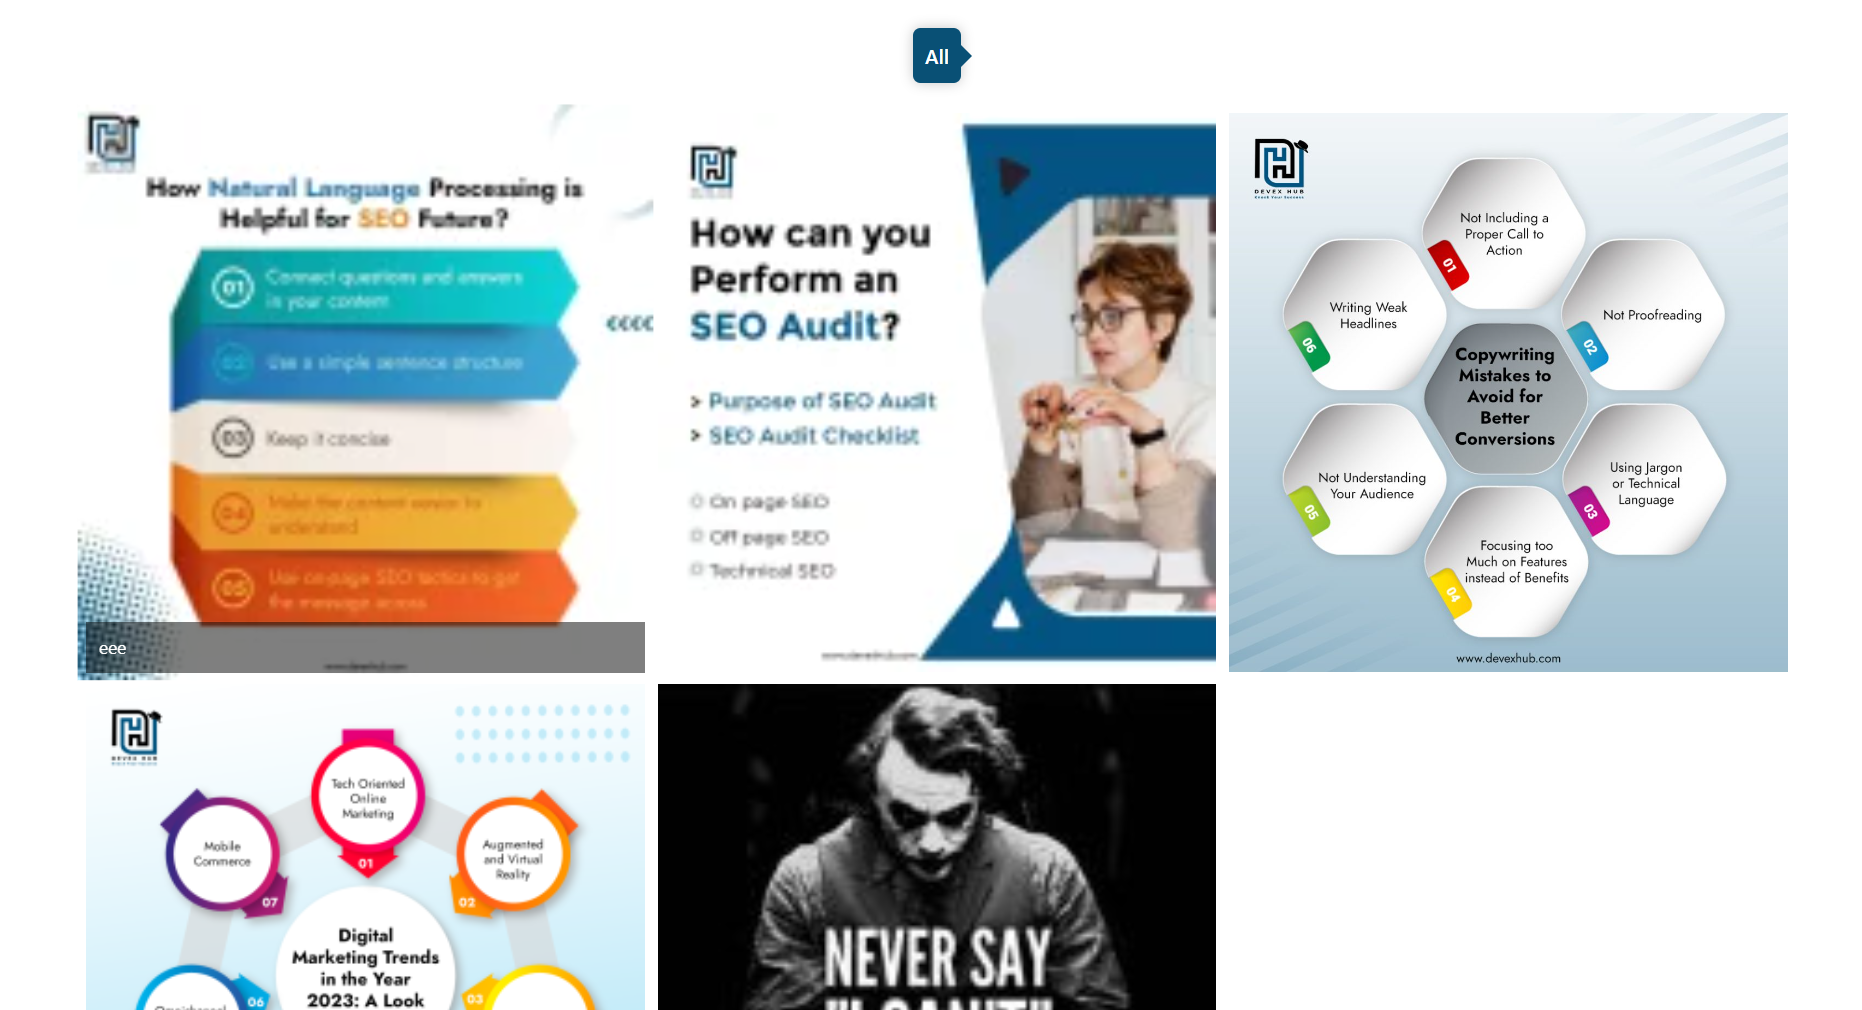 All
How Natural Language Processing is
Helpful for SEO Future?
01
Connect questions and answers
in your content
02
Use a simple sentence structure
03
Keep it concise
04
Make the content easier to
understand
05
Use on-page SEO tactics to get
the message across
eee
How can you
Perform an
SEO Audit?
> Purpose of SEO Audit
> SEO Audit Checklist
On page SEO
Off page SEO
Technical SEO
www.devexhub.com
DEVEX HUB
Not Including a
Proper Call to
Action
01
Not Proofreading
02
Using Jargon
or Technical
Language
03
Focusing too
Much on Features
instead of Benefits
04
Not Understanding
Your Audience
05
Writing Weak
Headlines
06
Copywriting
Mistakes to
Avoid for
Better
Conversions
www.devexhub.com
DEVEX HUB
Tech Oriented
Online
Marketing
01
Augmented
and Virtual
Reality
02
03
06
Mobile
Commerce
07
Digital
Marketing Trends
in the Year
2023: A Look
NEVER SAY